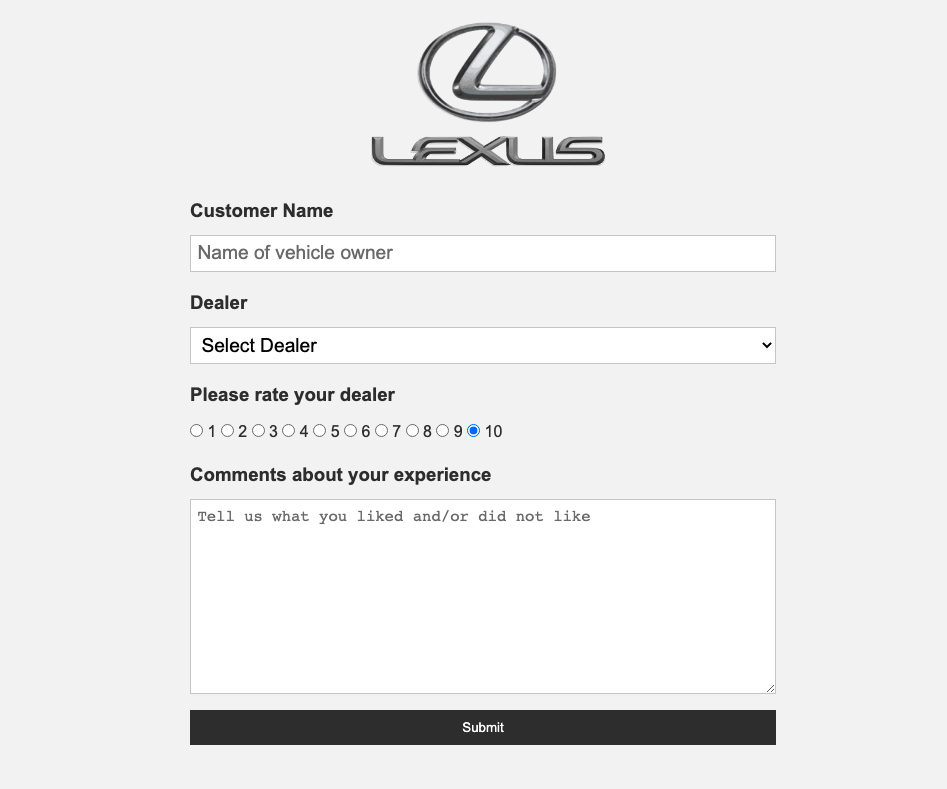 LEXUS
Customer Name
Name of vehicle owner
Dealer
Select Dealer
Please rate your dealer
1 2 3 4 5 6 7 8 9 10
Comments about your experience
Tell us what you liked and/or did not like
Submit